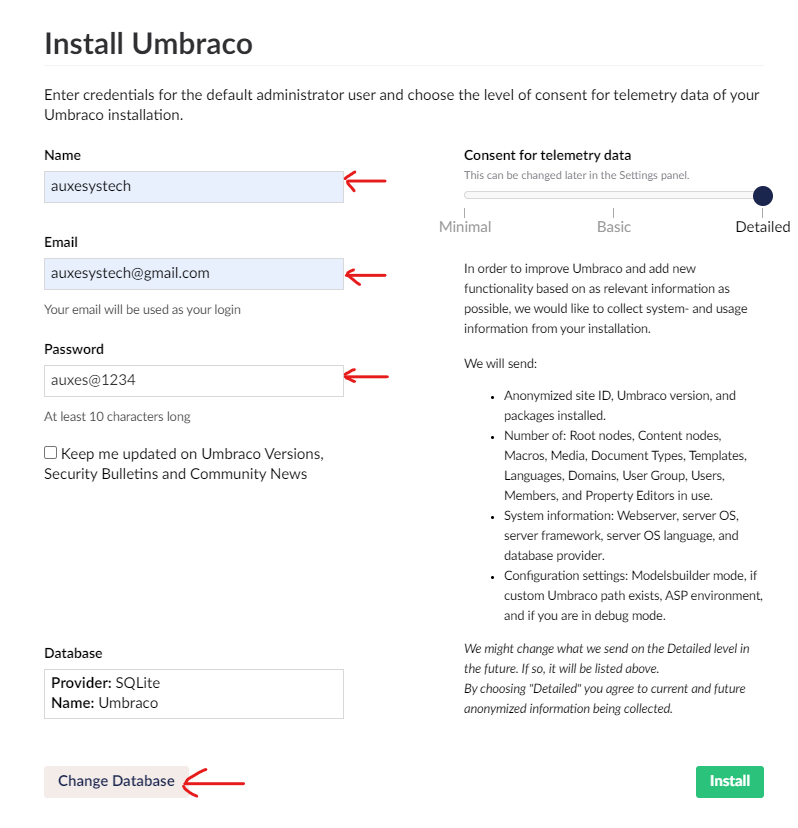 Install Umbraco
Enter credentials for the default administrator user and choose the level of consent for telemetry data of your
Umbraco installation.
Name
auxesystech
Email
auxesystech@gmail.com
Your email will be used as your login
Password
auxes@1234
At least 10 characters long
Keep me updated on Umbraco Versions,
Security Bulletins and Community News
Database
Provider: SQLite
Name: Umbraco
Change Database
Consent for telemetry data
This can be changed later in the Settings panel.
Minimal Basic Detailed
In order to improve Umbraco and add new
functionality based on as relevant information as
possible, we would like to collect system- and usage
information from your installation.
We will send:
• Anonymized site ID, Umbraco version, and
packages installed.
• Number of: Root nodes, Content nodes,
Macros, Media, Document Types, Templates,
Languages, Domains, User Group, Users,
Members, and Property Editors in use.
• System information: Webserver, server OS,
server framework, server OS language, and
database provider.
• Configuration settings: Modelsbuilder mode, if
custom Umbraco path exists, ASP environment,
and if you are in debug mode.
We might change what we send on the Detailed level in
the future. If so, it will be listed above.
By choosing "Detailed" you agree to current and future
anonymized information being collected.
Install